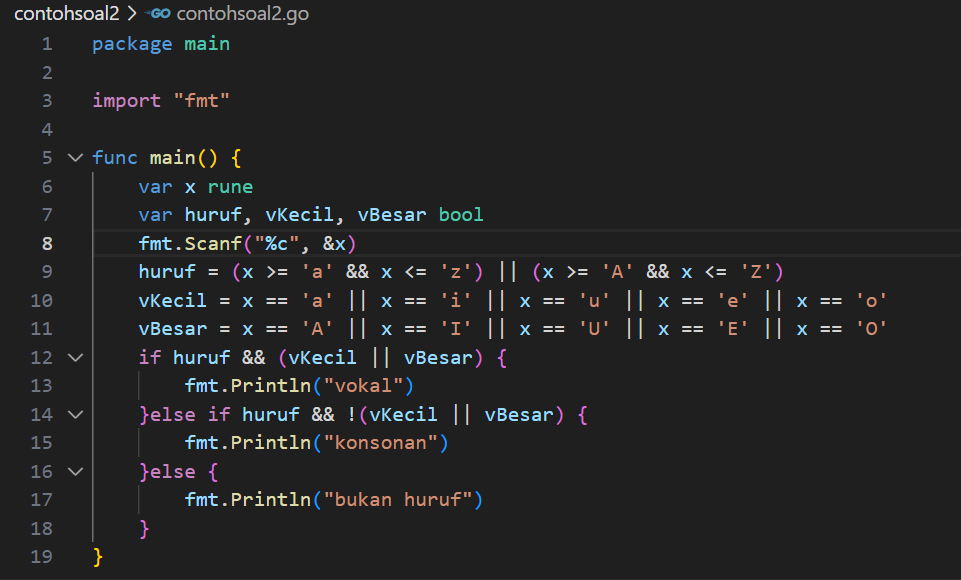 contohsoal2 > GO contohsoal2.go
1 package main
2
3 import "fmt"
4
5 func main() {
6 var x rune
7 var huruf, vKecil, vBesar bool
8 fmt.Scanf("%c", &x)
9 huruf = (x >= 'a' && x <= 'z') || (x >= 'A' && x <= 'Z')
10 vKecil = x == 'a' || x == 'i' || x == 'u' || x == 'e' || x == 'o'
11 vBesar = x == 'A' || x == 'I' || x == 'U' || x == 'E' || x == 'O'
12 if huruf && (vKecil || vBesar) {
13 fmt.Println("vokal")
14 }else if huruf && !(vKecil || vBesar) {
15 fmt.Println("konsonan")
16 }else {
17 fmt.Println("bukan huruf")
18 }
19 }